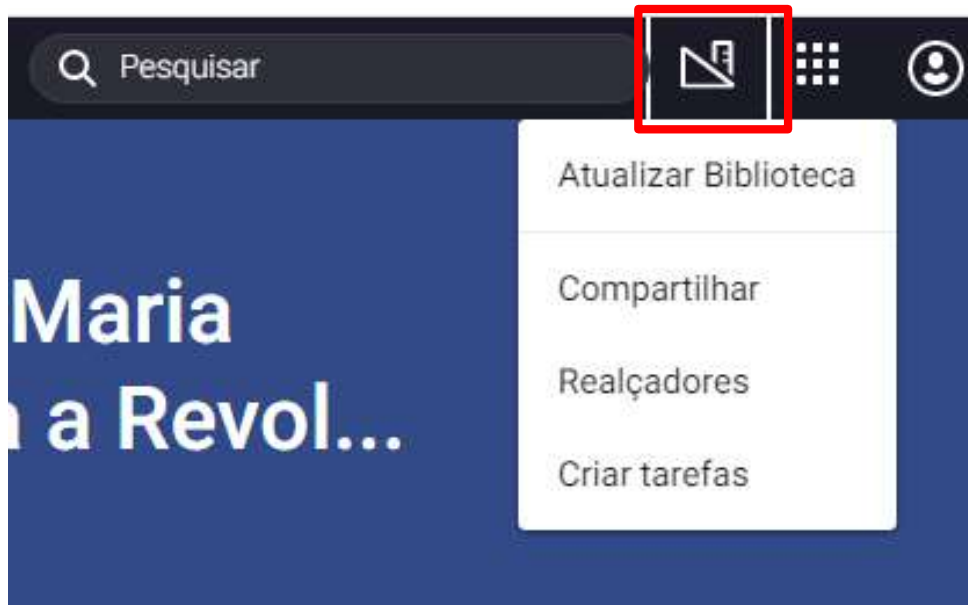 Pesquisar
Atualizar Biblioteca
Compartilhar
Realçadores
Criar tarefas
Maria
a Revol...